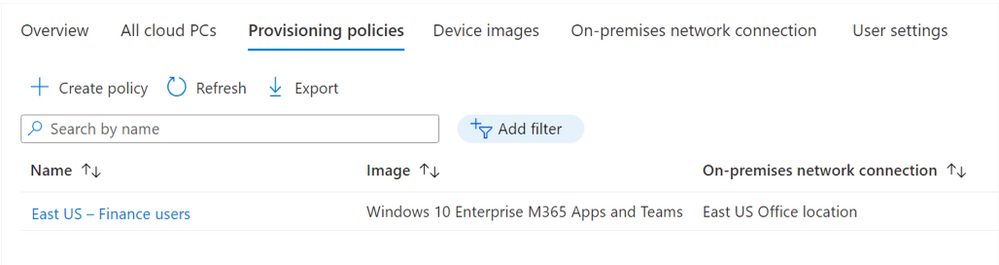 Overview All cloud PCs Provisioning policies Device images On-premises network connection User settings
Create policy Refresh Export
Search by name Add filter
Name Image On-premises network connection
East US – Finance users Windows 10 Enterprise M365 Apps and Teams East US Office location